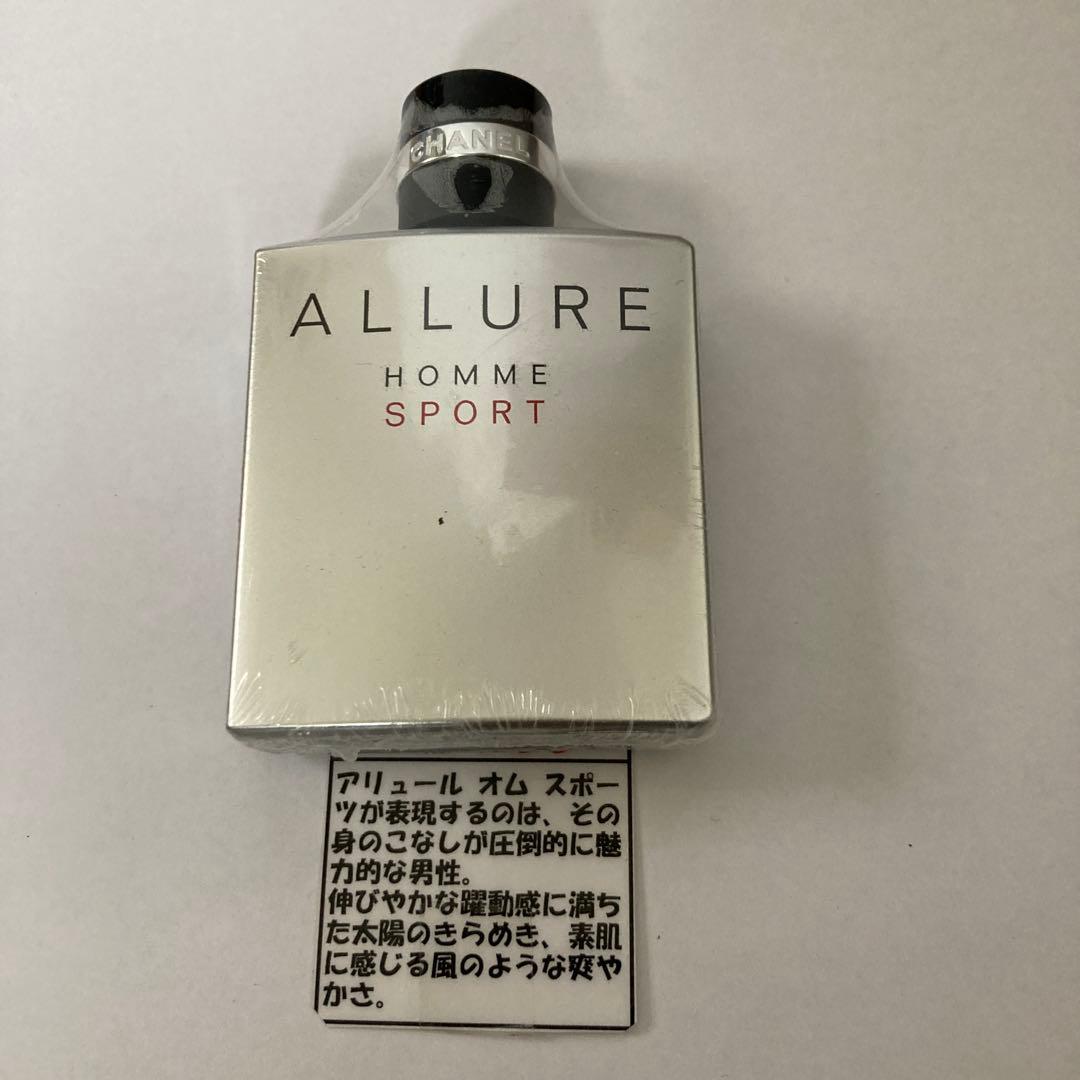 CHANEL
ALLURE
HOMME
SPORT
アリュール オム スポー
ツが表現するのは、その
身のこなしが圧倒的に魅
力的な男性。
伸びやかな躍動感に満ち
た太陽のきらめき、素肌
に感じる風のような爽や
かさ。